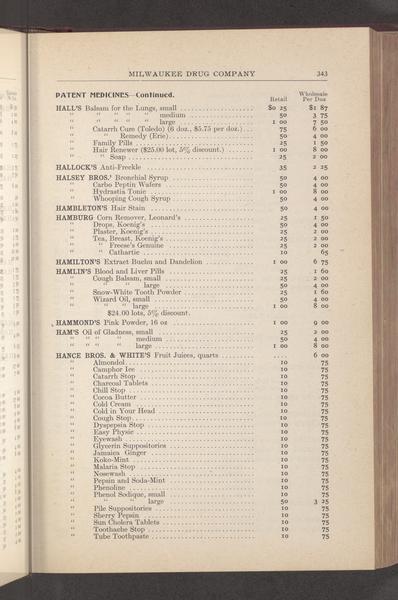 MILWAUKEE DRUG COMPANY 343
PATENT MEDICINES—Continued. Retail Wholesale Per Doz
HALL'S Balsam for the Lungs, small $0 25 $1 87
" " " " " medium 50 3 75
" " " " " large 1 00 7 50
" Catarrh Cure (Toledo) (6 doz., $5.75 per doz.) 75 6 00
" " Remedy (Erie) 50 4 00
" Family Pills 25 1 50
" Hair Renewer ($25.00 lot, 5% discount.) 1 00 8 00
" " Soap 25 2 00
HALLOCK'S Anti-Freckle 35 2 25
HALSEY BROS.' Bronchial Syrup 50 4 00
" Carbo Peptin Wafers 50 4 00
" Hydrastia Tonic 1 00 8 00
" Whooping Cough Syrup 50 4 00
HAMBLETON'S Hair Stain 50 4 00
HAMBURG Corn Remover, Leonard's 25 1 50
" Drops, Koenig's 50 4 00
" Plaster, Koenig's 25 2 00
" Tea, Breast, Koenig's 25 2 00
" " Freese's Genuine 25 2 00
" " Cathartic 10 65
HAMILTON'S Extract Buchu and Dandelion 1 00 6 75
HAMLIN'S Blood and Liver Pills 25 1 60
" Cough Balsam, small 25 2 00
" " " large 50 4 00
" Snow-White Tooth Powder 25 1 60
" Wizard Oil, small 50 4 00
" " " large 1 00 8 00
$24.00 lots, 5% discount.
HAMMOND'S Pink Powder, 16 oz 1 00 9 00
HAM'S Oil of Gladness, small 25 2 00
" " " " medium 50 4 00
" " " " large 1 00 8 00
HANCE BROS. & WHITE'S Fruit Juices, quarts .... 6 00
" Almondol 10 75
" Camphor Ice 10 75
" Catarrh Stop 10 75
" Charcoal Tablets 10 75
" Chill Stop 10 75
" Cocoa Butter 10 75
" Cold Cream 10 75
" Cold in Your Head 10 75
" Cough Stop 10 75
" Dyspepsia Stop 10 75
" Easy Physic 10 75
" Eyewash 10 75
" Glycerin Suppositories 10 75
" Jamaica Ginger 10 75
" Koko-Mint 10 75
" Malaria Stop 10 75
" Nosewash 10 75
" Pepsin and Soda-Mint 10 75
" Phenoline 10 75
" Phenol Sodique, small 10 75
" " " large 50 3 25
" Pile Suppositories 10 75
" Sherry Pepsin 10 75
" Sun Cholera Tablets 10 75
" Toothache Stop 10 75
" Tube Toothpaste 10 75